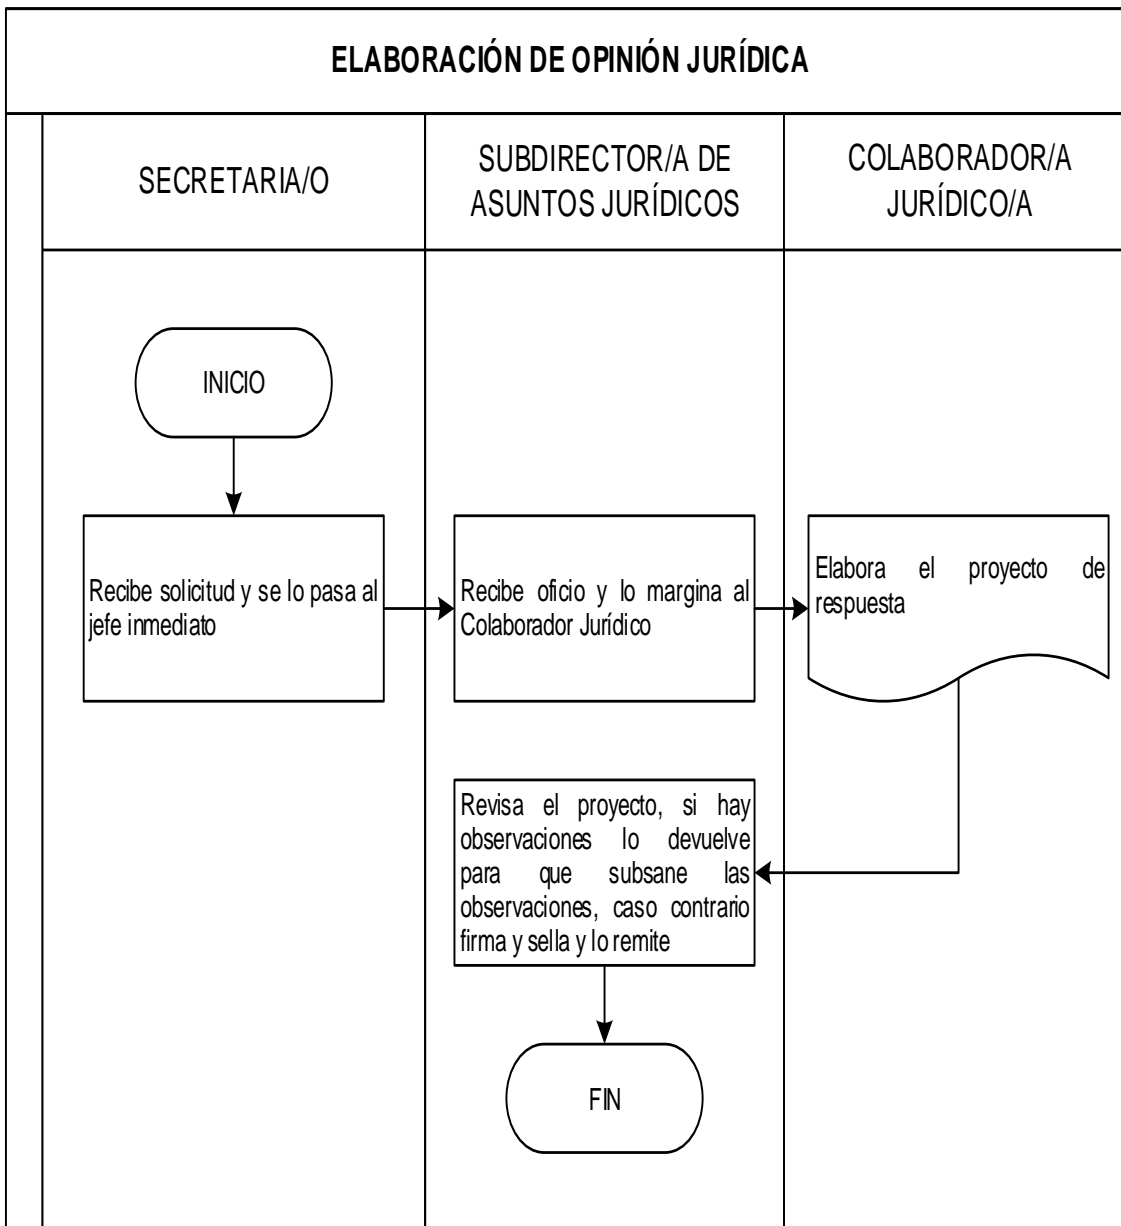 ELABORACIÓN DE OPINIÓN JURÍDICA
SECRETARIA/O
SUBDIRECTOR/A DE
ASUNTOS JURÍDICOS
COLABORADOR/A
JURÍDICO/A
INICIO
Recibe solicitud y se lo pasa al
jefe inmediato
Recibe oficio y lo margina al
Colaborador Jurídico
Elabora el proyecto de
respuesta
Revisa el proyecto, si hay
observaciones lo devuelve
para que subsane las
observaciones, caso contrario
firma y sella y lo remite
FIN